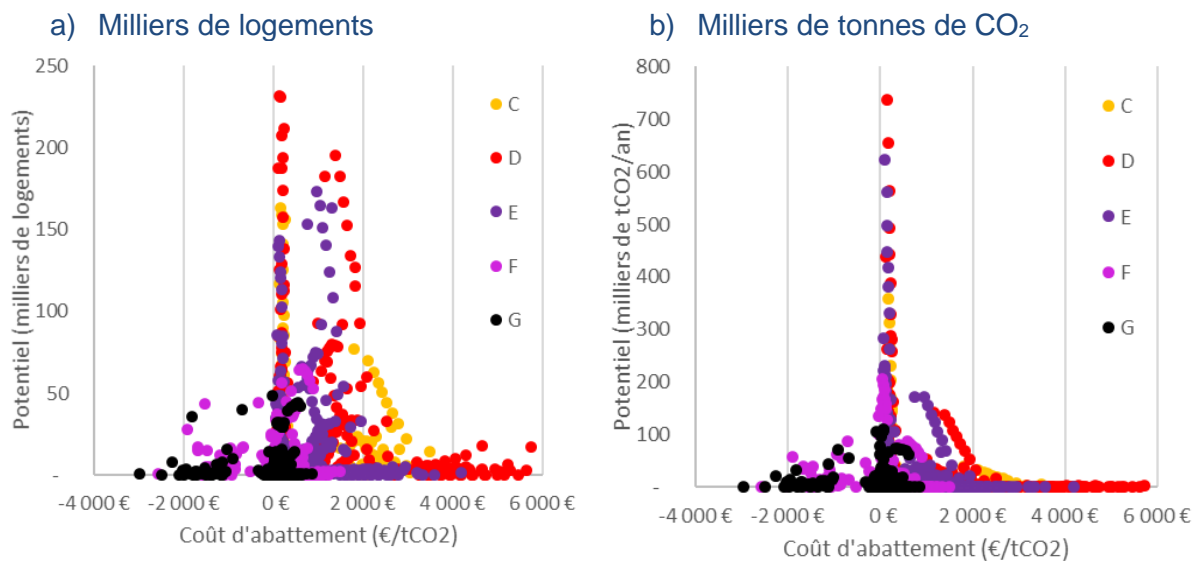 a) Milliers de logements
250
200
150
100
50
-
-4 000 € -2 000 € 0 € 2 000 € 4 000 € 6 000 €
Potentiel (milliers de logements)
Coût d'abattement (€/tCO2)
C
D
E
F
G
b) Milliers de tonnes de CO₂
800
700
600
500
400
300
200
100
-
-4 000 € -2 000 € 0 € 2 000 € 4 000 € 6 000 €
Potentiel (milliers de tCO2/an)
Coût d'abattement (€/tCO2)
C
D
E
F
G